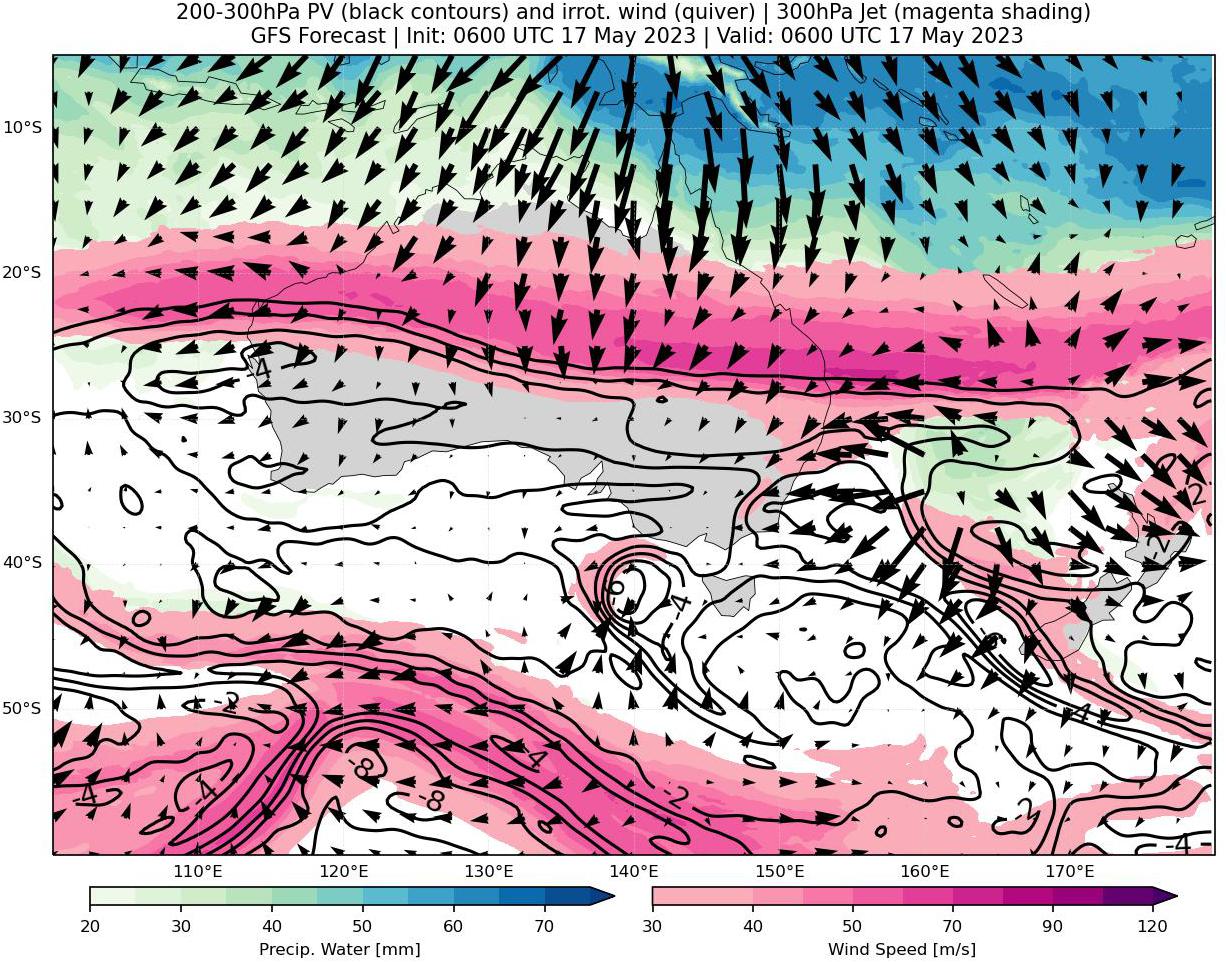 200-300hPa PV (black contours) and irrot. wind (quiver) | 300hPa Jet (magenta shading)
GFS Forecast | Init: 0600 UTC 17 May 2023 | Valid: 0600 UTC 17 May 2023
10°S
20°S
-4
30°S
-2
-2
40°S
-6
-4
0
-2
50°S
-4
-4
-8
-2
-4
-4
-8
-2
-4
110°E 120°E 130°E 140°E 150°E 160°E 170°E
20 30 40 50 60 70
30 40 50 70 90 120
Precip. Water [mm]
Wind Speed [m/s]